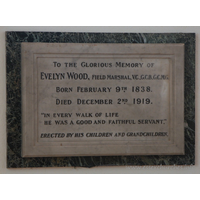 To the Glorious Memory of
Evelyn Wood, Field Marshal, V.C., G.C.B., G.C.M.G.
Born February 9th 1838.
Died December 2nd 1919.
"In every walk of life
he was a good and faithful servant."
Erected by his children and grandchildren.